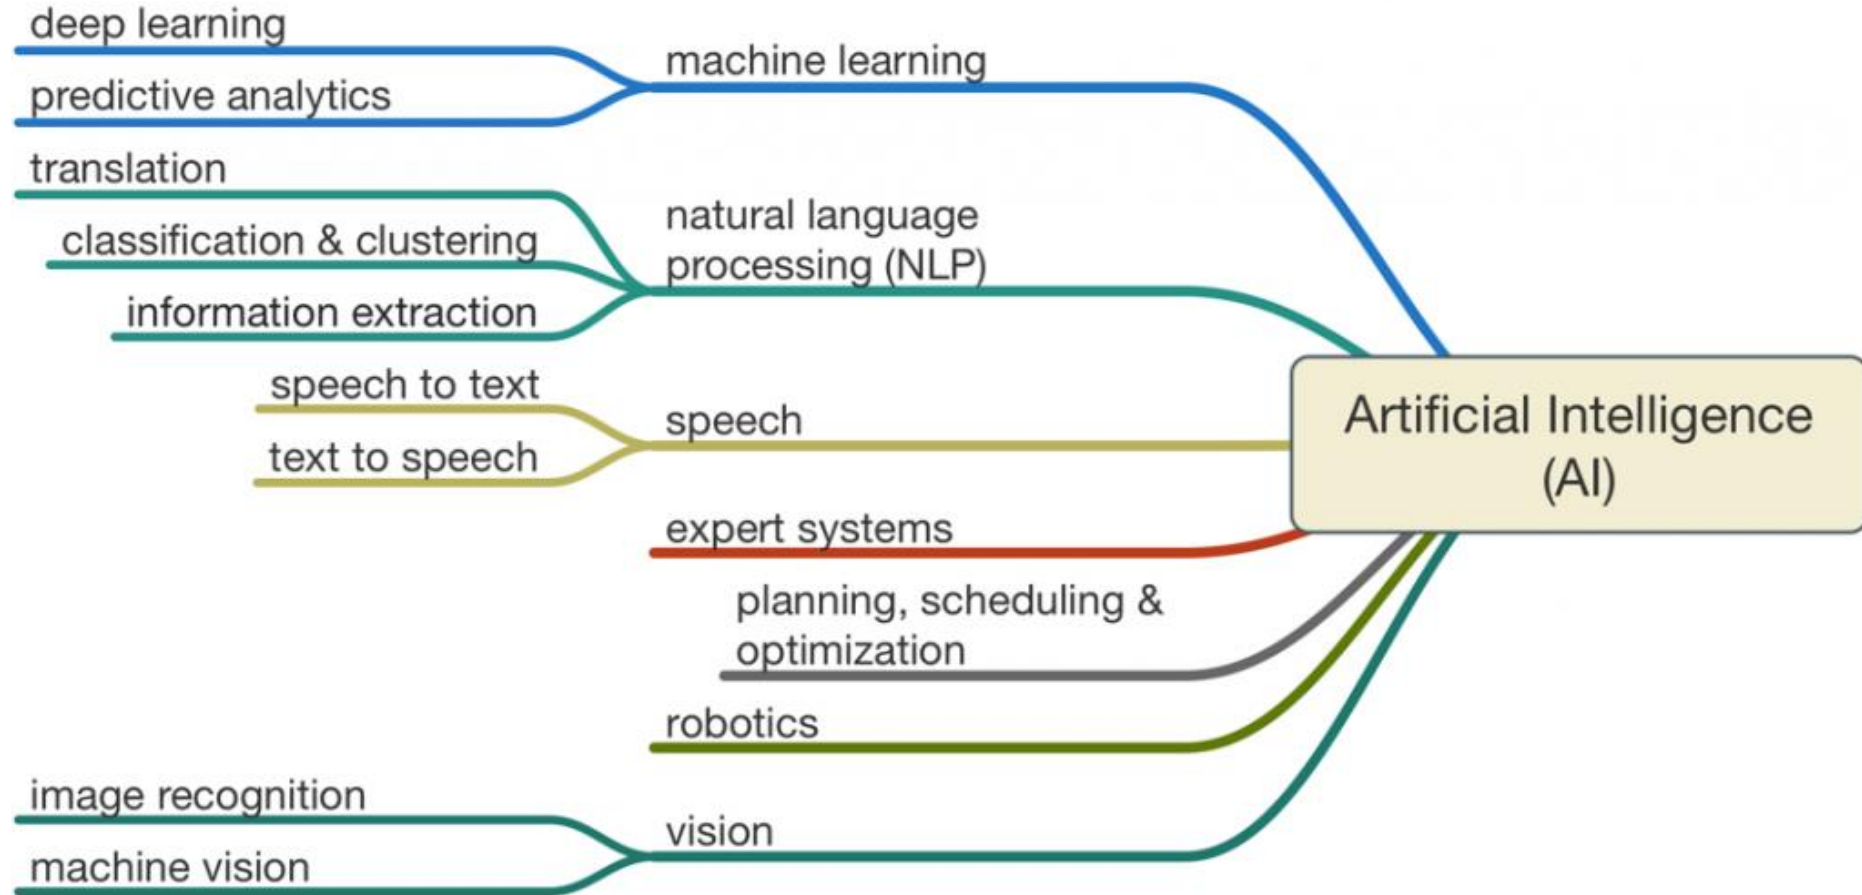 deep learning
predictive analytics
machine learning
translation
classification & clustering
information extraction
natural language
processing (NLP)
speech to text
text to speech
speech
expert systems
planning, scheduling &
optimization
robotics
image recognition
machine vision
vision
Artificial Intelligence
(AI)